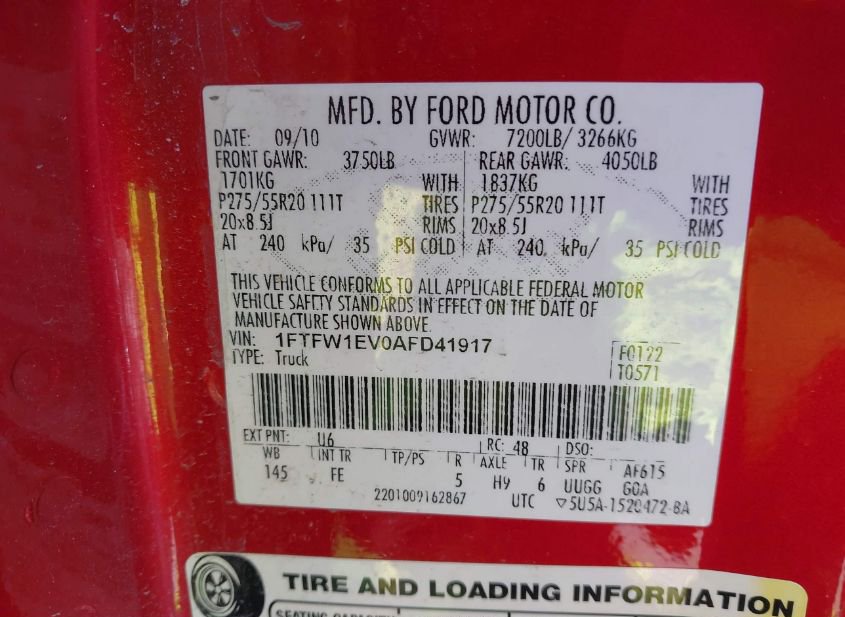 MFD. BY FORD MOTOR CO.
DATE: 09/10 GVWR: 7200LB/ 3266KG
FRONT GAWR: 3750LB REAR GAWR: 4050LB
1701KG WITH 1837KG WITH
P275/55R20 111T TIRES P275/55R20 111T TIRES
20x8.5J RIMS 20x8.5J RIMS
AT 240 kPa/ 35 PSI COLD AT 240 kPa/ 35 PSI COLD
THIS VEHICLE CONFORMS TO ALL APPLICABLE FEDERAL MOTOR
VEHICLE SAFETY STANDARDS IN EFFECT ON THE DATE OF
MANUFACTURE SHOWN ABOVE.
VIN: 1FTFW1EV0AFD41917
TYPE: Truck
F0122
T0571
EXT PNT: U6 RC: 48 DSO:
WB INT TR TP/PS R AXLE TR SPR AF615
145 FE 5 H9 6 UUGG GOA
2201009162867 UTC ▽5U5A-1520472-BA
TIRE AND LOADING INFORMATION
SEATING CAPACITY